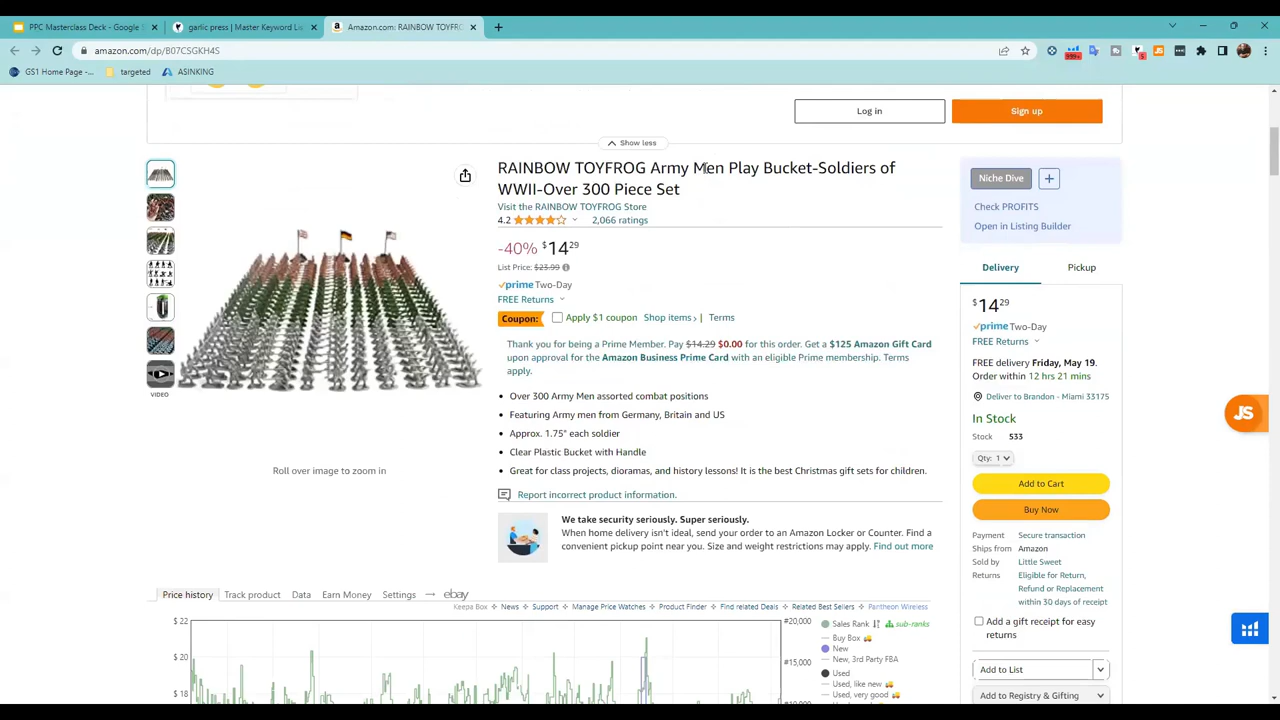 PPC Masterclass Deck - Google S
garlic press | Master Keyword Lis
Amazon.com: RAINBOW TOYFRO
amazon.com/dp/B07CSGKH4S
GS1 Home Page -...
targeted
ASINKING
Log in
Sign up
Show less
RAINBOW TOYFROG Army Men Play Bucket-Soldiers of
WWII-Over 300 Piece Set
Visit the RAINBOW TOYFROG Store
4.2
2,066 ratings
-40% $14 29
List Price: $23.99
prime Two-Day
FREE Returns
Coupon: Apply $1 coupon Shop items > | Terms
Thank you for being a Prime Member. Pay $14.29 $0.00 for this order. Get a $125 Amazon Gift Card
upon approval for the Amazon Business Prime Card with an eligible Prime membership. Terms
apply.
• Over 300 Army Men assorted combat positions
• Featuring Army men from Germany, Britain and US
• Approx. 1.75" each soldier
• Clear Plastic Bucket with Handle
• Great for class projects, dioramas, and history lessons! It is the best Christmas gift sets for children.
Report incorrect product information.
We take security seriously. Super seriously.
When home delivery isn't ideal, send your order to an Amazon Locker or Counter. Find a
convenient pickup point near you. Size and weight restrictions may apply. Find out more
VIDEO
Roll over image to zoom in
Niche Dive
+
Check PROFITS
Open in Listing Builder
Delivery
Pickup
$14 29
prime Two-Day
FREE Returns
FREE delivery Friday, May 19.
Order within 12 hrs 21 mins
Deliver to Brandon - Miami 33175
In Stock
Stock 533
Qty: 1
Add to Cart
Buy Now
Payment Secure transaction
Ships from Amazon
Sold by Little Sweet
Returns Eligible for Return,
Refund or Replacement
within 30 days of receipt
Add a gift receipt for easy
returns
Add to List
Add to Registry & Gifting
JS
Price history
Track product
Data
Earn Money
Settings
ebay
Keepa Box
News
Support
Manage Price Watches
Product Finder
Find related Deals
Related Best Sellers
Pantheon Wireless
$ 22
$ 20
$ 18
#20,000
#15,000
Sales Rank
sub-ranks
Buy Box
New
New, 3rd Party FBA
Used
Used, like new
Used, very good